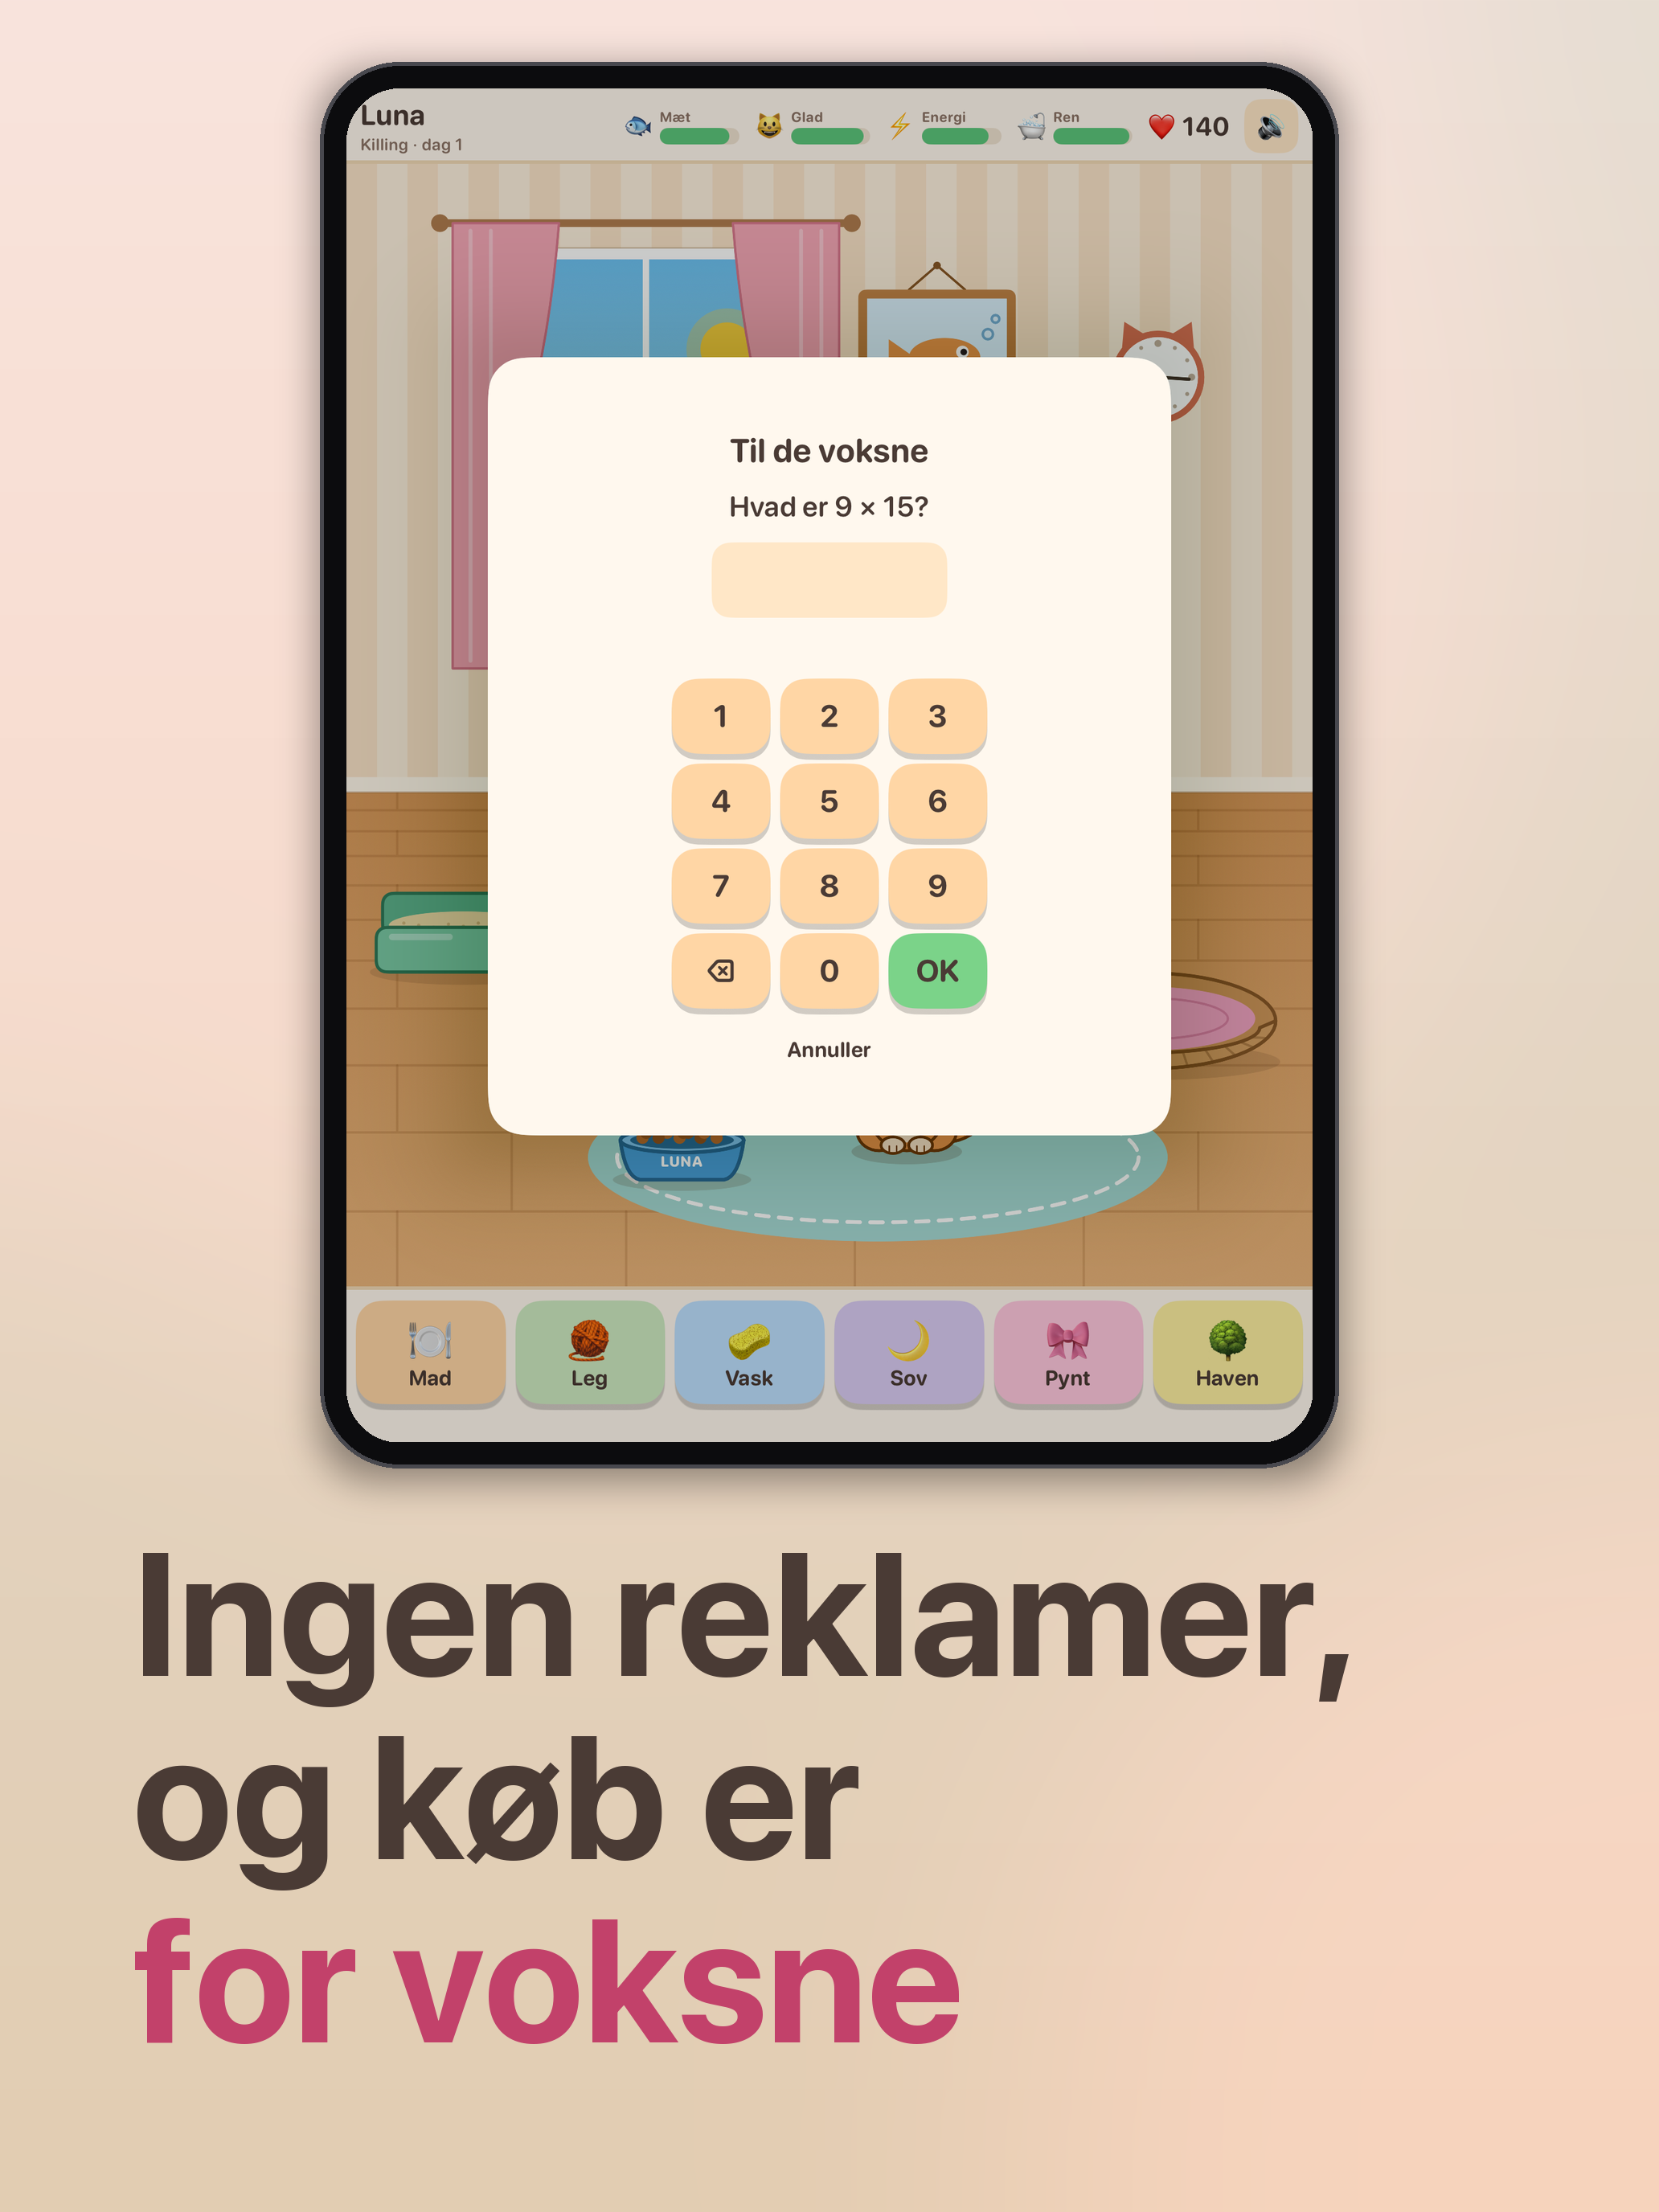 Luna
Killing · dag 1
Mæt
Glad
Energi
Ren
140
Til de voksne
Hvad er 9 × 15?
1 2 3
4 5 6
7 8 9
0 OK
Annuller
LUNA
Mad
Leg
Vask
Sov
Pynt
Haven
Ingen reklamer,
og køb er
for voksne